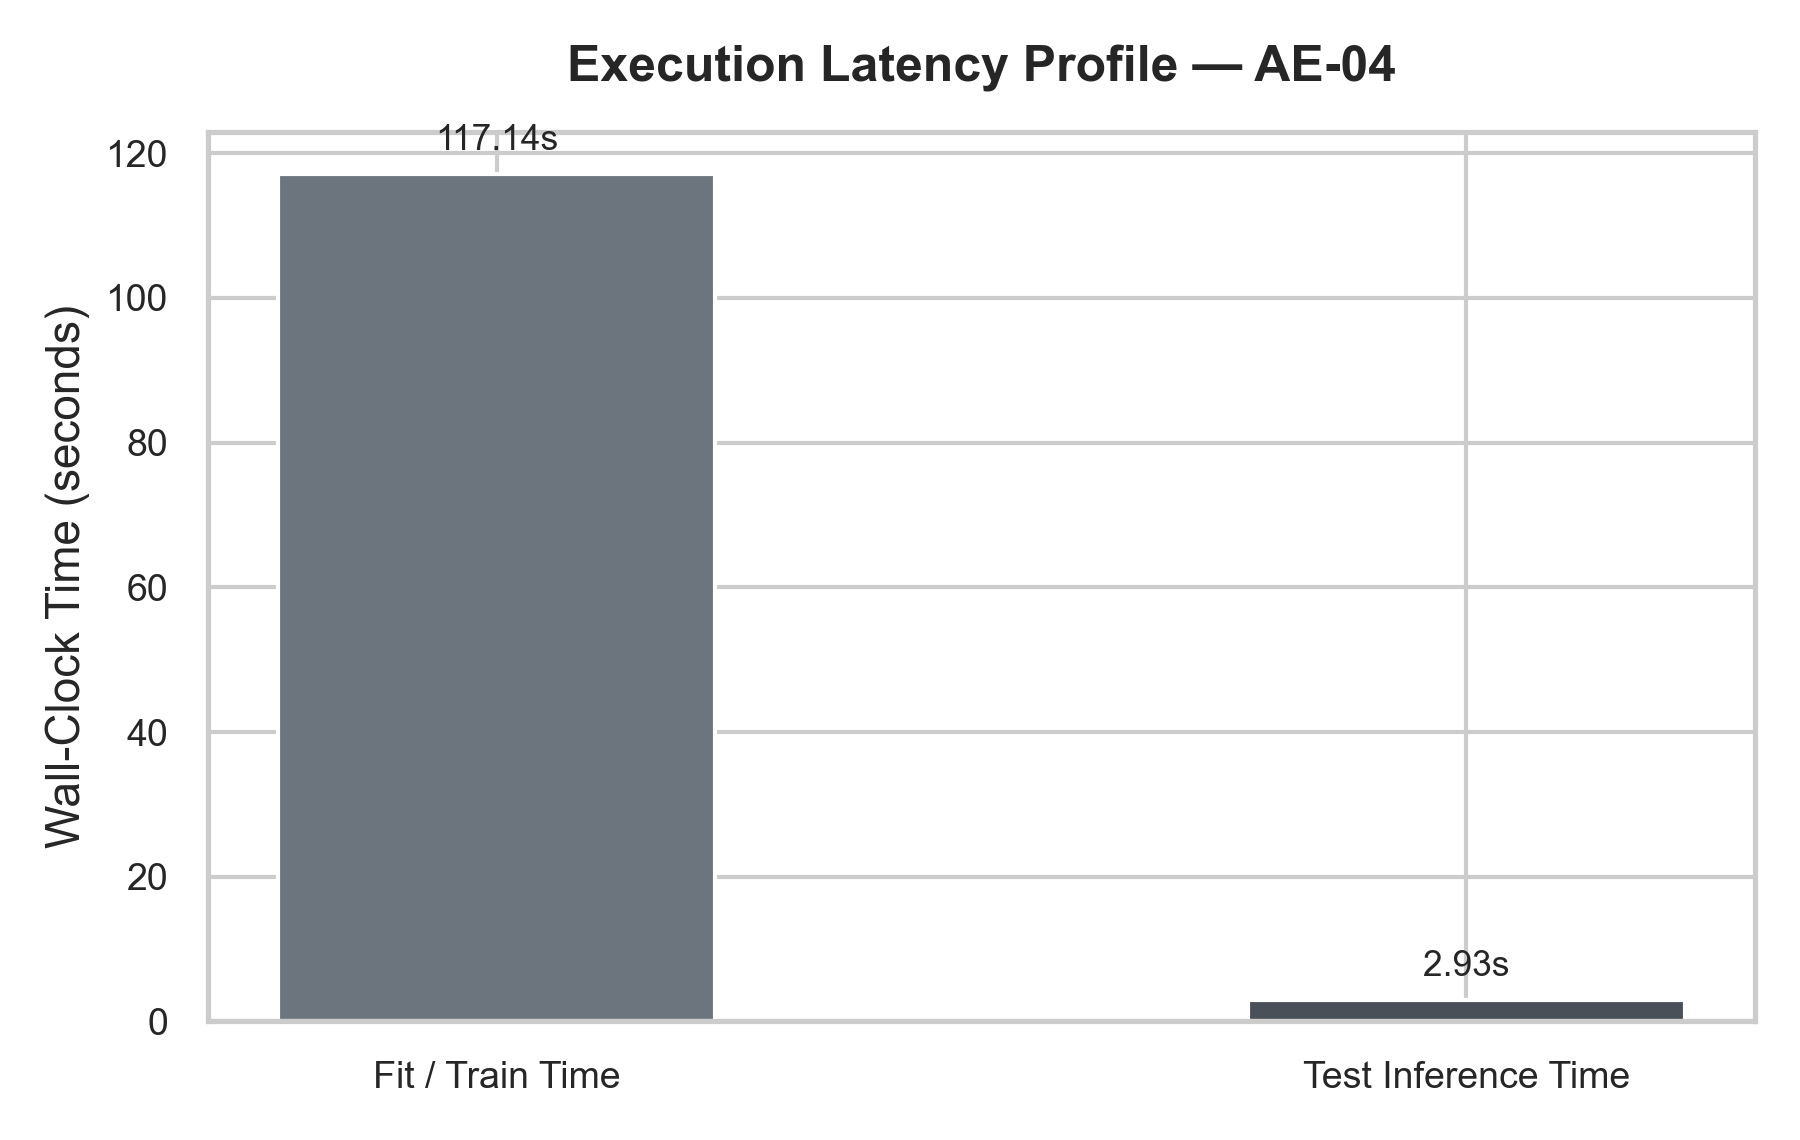 Execution Latency Profile — AE-04
117.14s
120
100
80
60
40
20
0
Wall-Clock Time (seconds)
2.93s
Fit / Train Time
Test Inference Time